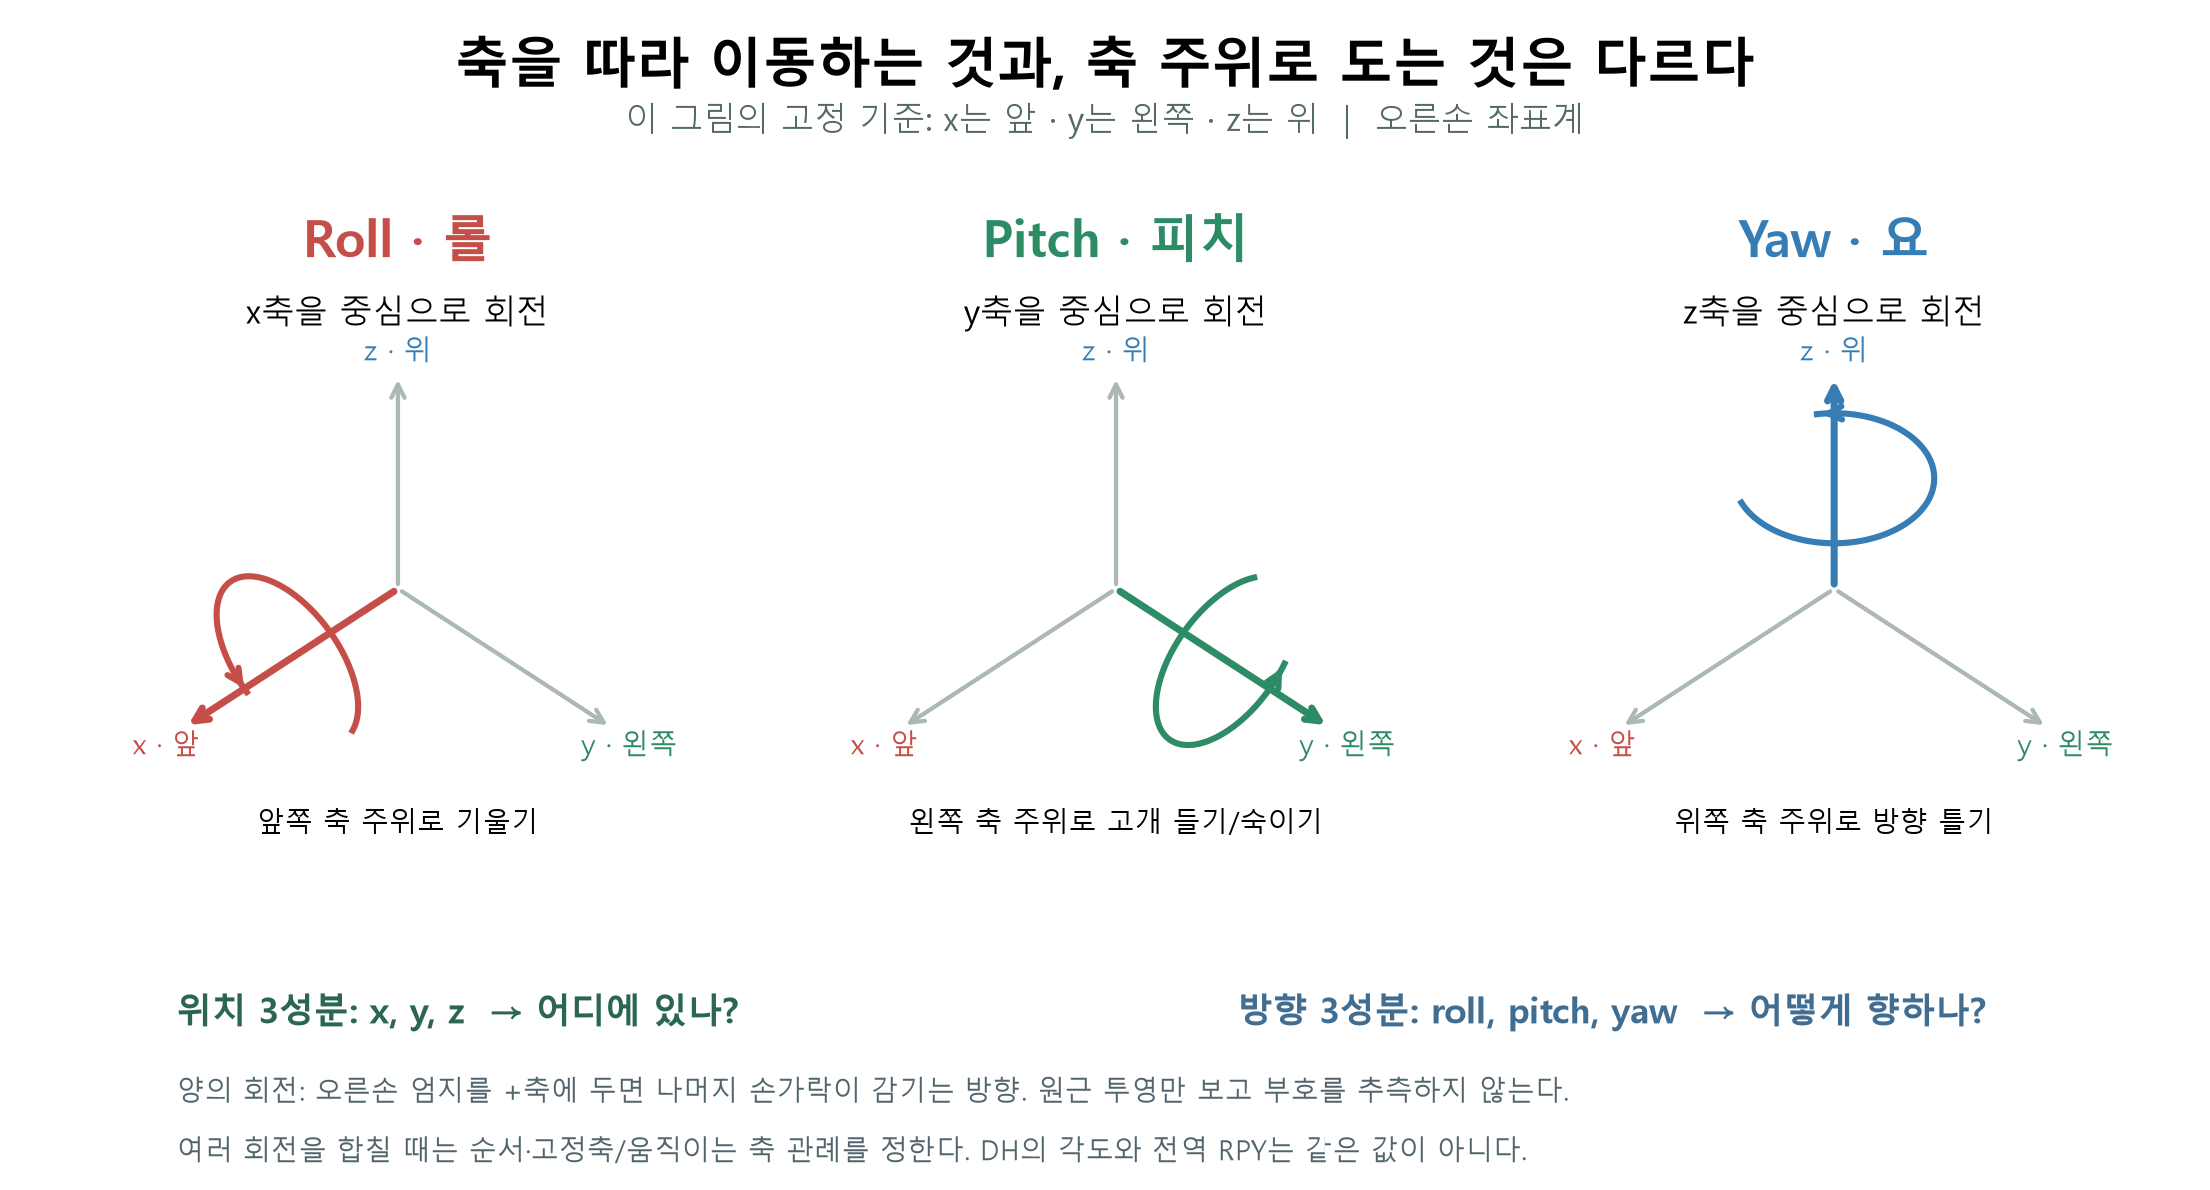 축을 따라 이동하는 것과, 축 주위로 도는 것은 다르다
이 그림의 고정 기준: x는 앞 · y는 왼쪽 · z는 위 | 오른손 좌표계
Roll · 롤
x축을 중심으로 회전
z · 위
x · 앞
y · 왼쪽
앞쪽 축 주위로 기울기
Pitch · 피치
y축을 중심으로 회전
z · 위
x · 앞
y · 왼쪽
왼쪽 축 주위로 고개 들기/숙이기
Yaw · 요
z축을 중심으로 회전
z · 위
x · 앞
y · 왼쪽
위쪽 축 주위로 방향 틀기
위치 3성분: x, y, z → 어디에 있나?
방향 3성분: roll, pitch, yaw → 어떻게 향하나?
양의 회전: 오른손 엄지를 +축에 두면 나머지 손가락이 감기는 방향. 원근 투영만 보고 부호를 추측하지 않는다.
여러 회전을 합칠 때는 순서·고정축/움직이는 축 관례를 정한다. DH의 각도와 전역 RPY는 같은 값이 아니다.